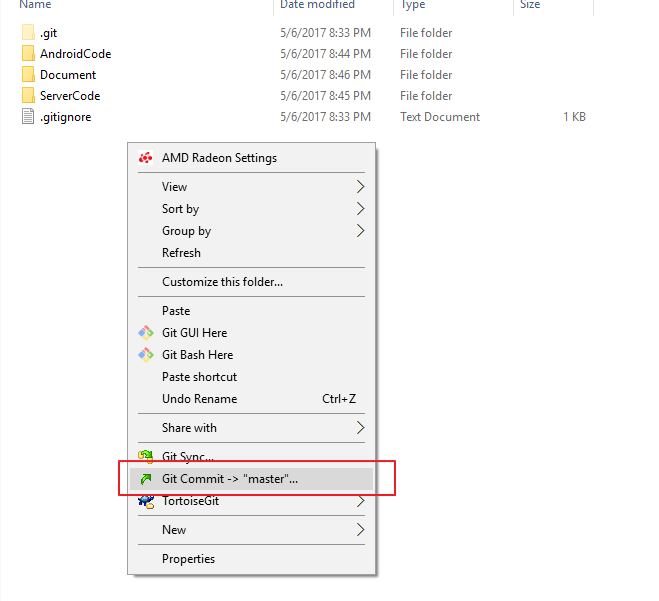 Name Date modified Type Size
.git 5/6/2017 8:33 PM File folder
AndroidCode 5/6/2017 8:44 PM File folder
Document 5/6/2017 8:46 PM File folder
ServerCode 5/6/2017 8:45 PM File folder
.gitignore 5/6/2017 8:33 PM Text Document 1 KB
AMD Radeon Settings
View
Sort by
Group by
Refresh
Customize this folder...
Paste
Git GUI Here
Git Bash Here
Paste shortcut
Undo Rename Ctrl+Z
Share with
Git Sync...
Git Commit -> "master"...
TortoiseGit
New
Properties